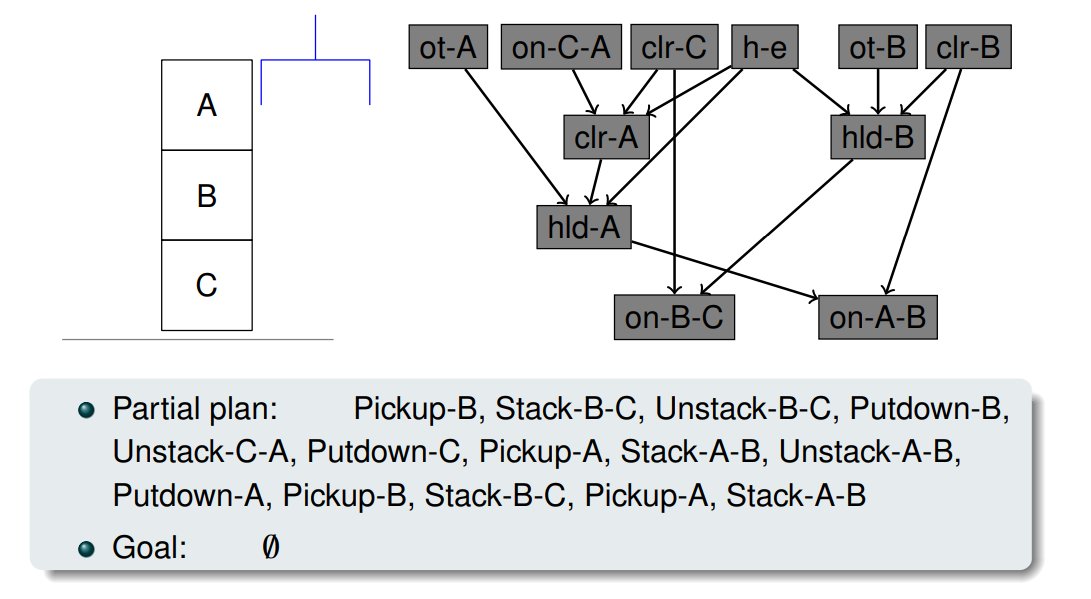 ot-A on-C-A clr-C h-e ot-B clr-B
A
clr-A hld-B
B
hld-A
C
on-B-C on-A-B
Partial plan: Pickup-B, Stack-B-C, Unstack-B-C, Putdown-B,
Unstack-C-A, Putdown-C, Pickup-A, Stack-A-B, Unstack-A-B,
Putdown-A, Pickup-B, Stack-B-C, Pickup-A, Stack-A-B
Goal: ∅